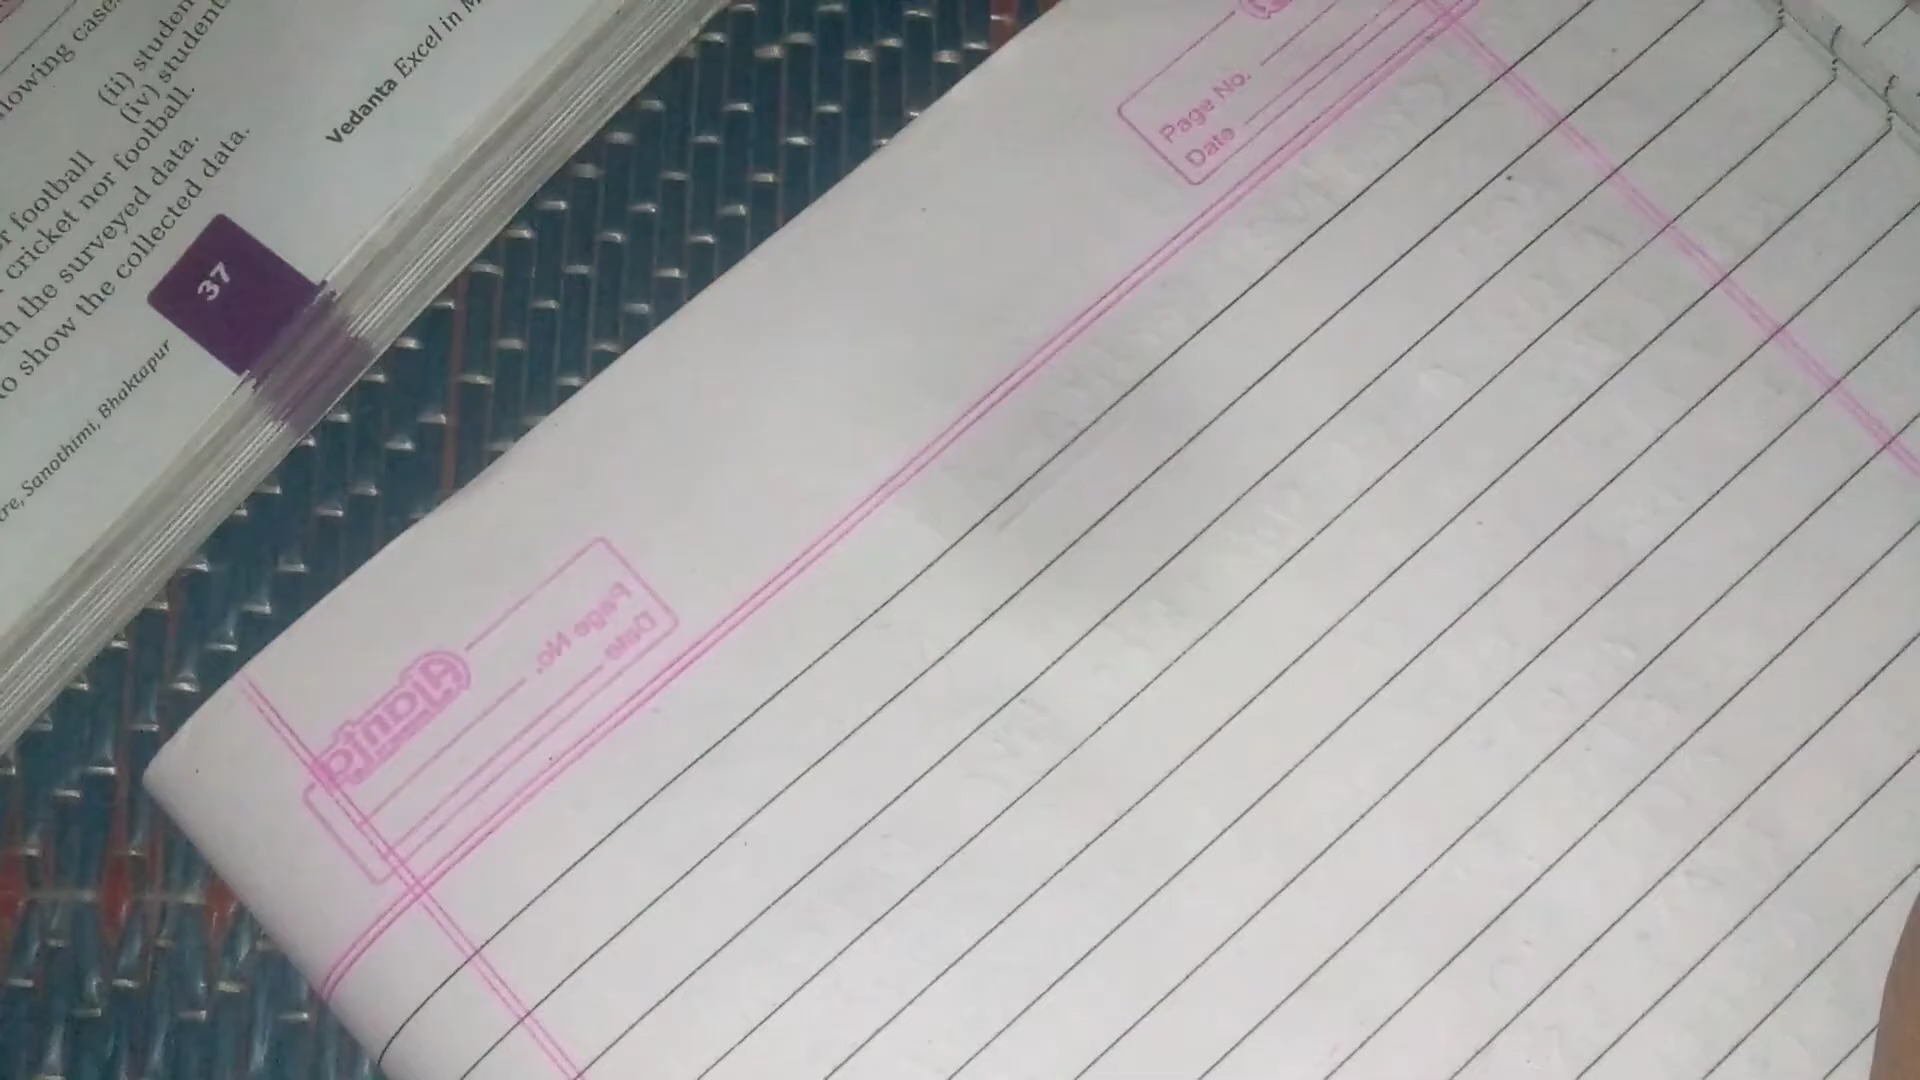 lowing case
(ii) studen
(iv) student
r football
cricket nor football.
h the surveyed data.
o show the collected data.
37
Vedanta Excel in M
re, Sanothimi, Bhaktapur
Page No.
Date
Ajanta
Page No.
Date